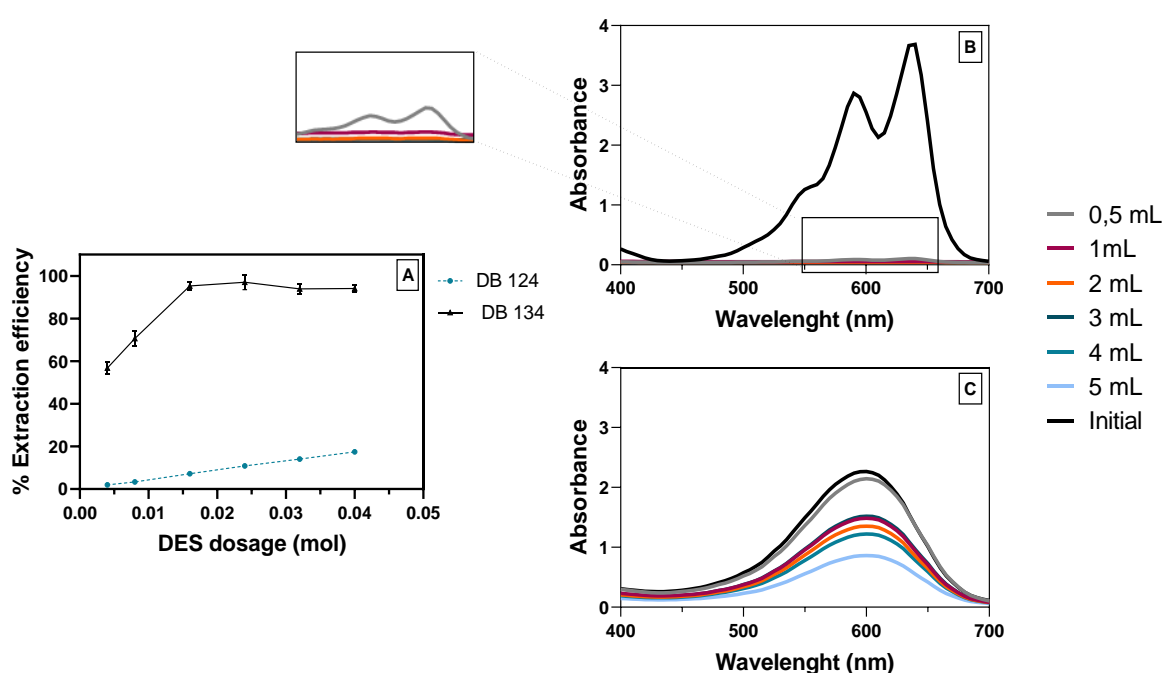 A
% Extraction efficiency
100
80
60
40
20
0
0.00 0.01 0.02 0.03 0.04 0.05
DES dosage (mol)
DB 124
DB 134
B
Absorbance
4
3
2
1
0
400 500 600 700
Wavelenght (nm)
C
Absorbance
4
3
2
1
0
400 500 600 700
Wavelenght (nm)
0,5 mL
1mL
2 mL
3 mL
4 mL
5 mL
Initial